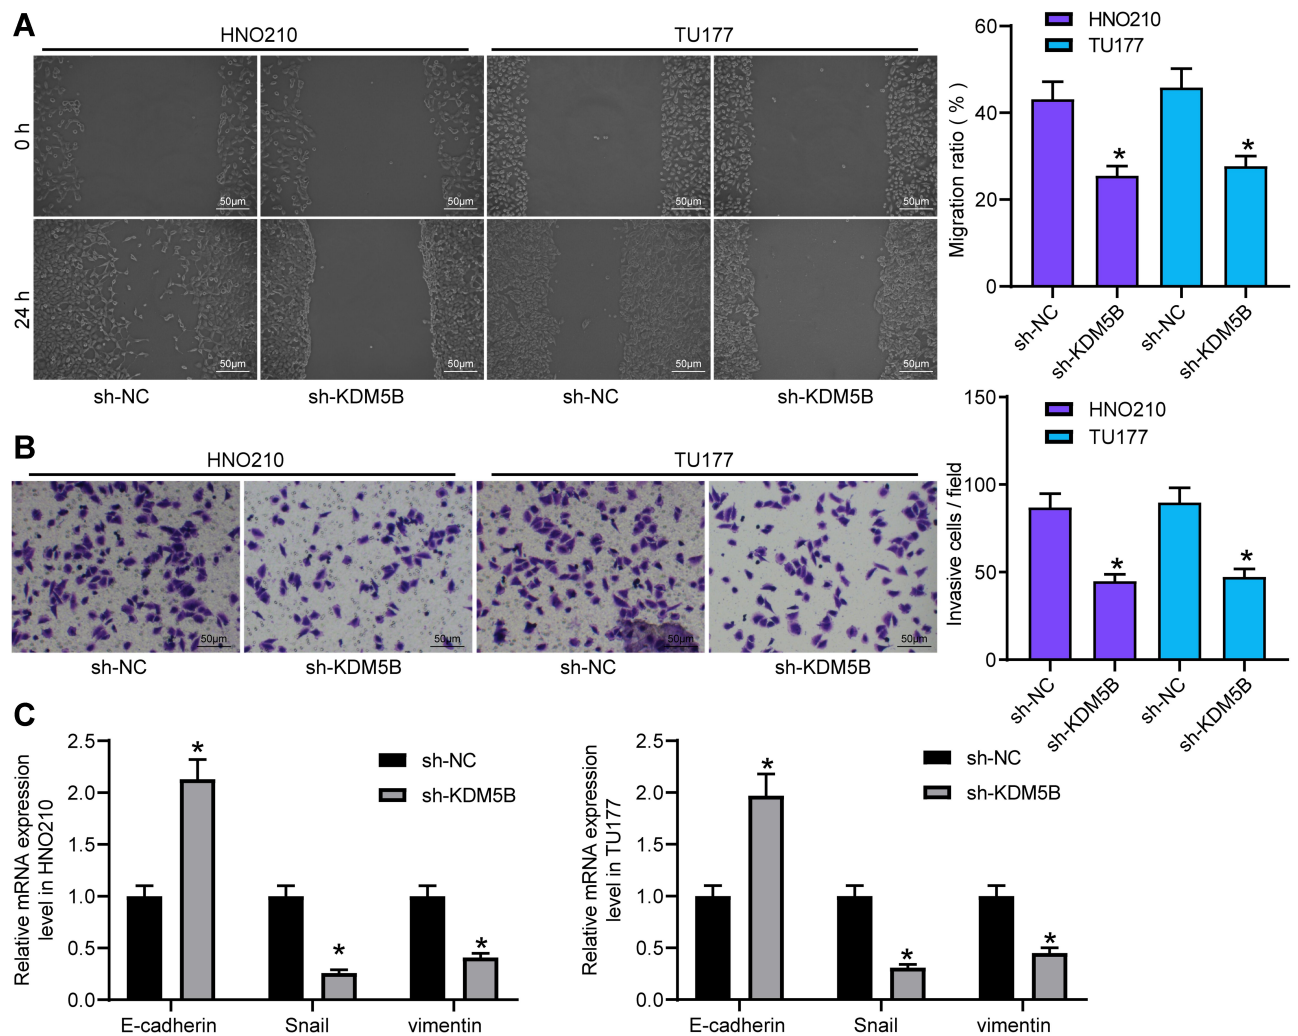 A
HNO210
TU177
0 h
50μm
50μm
50μm
50μm
24 h
50μm
50μm
50μm
50μm
sh-NC
sh-KDM5B
sh-NC
sh-KDM5B
HNO210
TU177
Migration ratio ( % )
60
40
20
0
sh-NC
sh-KDM5B
sh-NC
sh-KDM5B
*
*
B
HNO210
TU177
50μm
50μm
50μm
50μm
sh-NC
sh-KDM5B
sh-NC
sh-KDM5B
HNO210
TU177
Invasive cells / field
150
100
50
0
sh-NC
sh-KDM5B
sh-NC
sh-KDM5B
*
*
C
Relative mRNA expression
level in HNO210
2.5
2.0
1.5
1.0
0.5
0.0
sh-NC
sh-KDM5B
*
*
*
E-cadherin
Snail
vimentin
Relative mRNA expression
level in TU177
2.5
2.0
1.5
1.0
0.5
0.0
sh-NC
sh-KDM5B
*
*
*
E-cadherin
Snail
vimentin